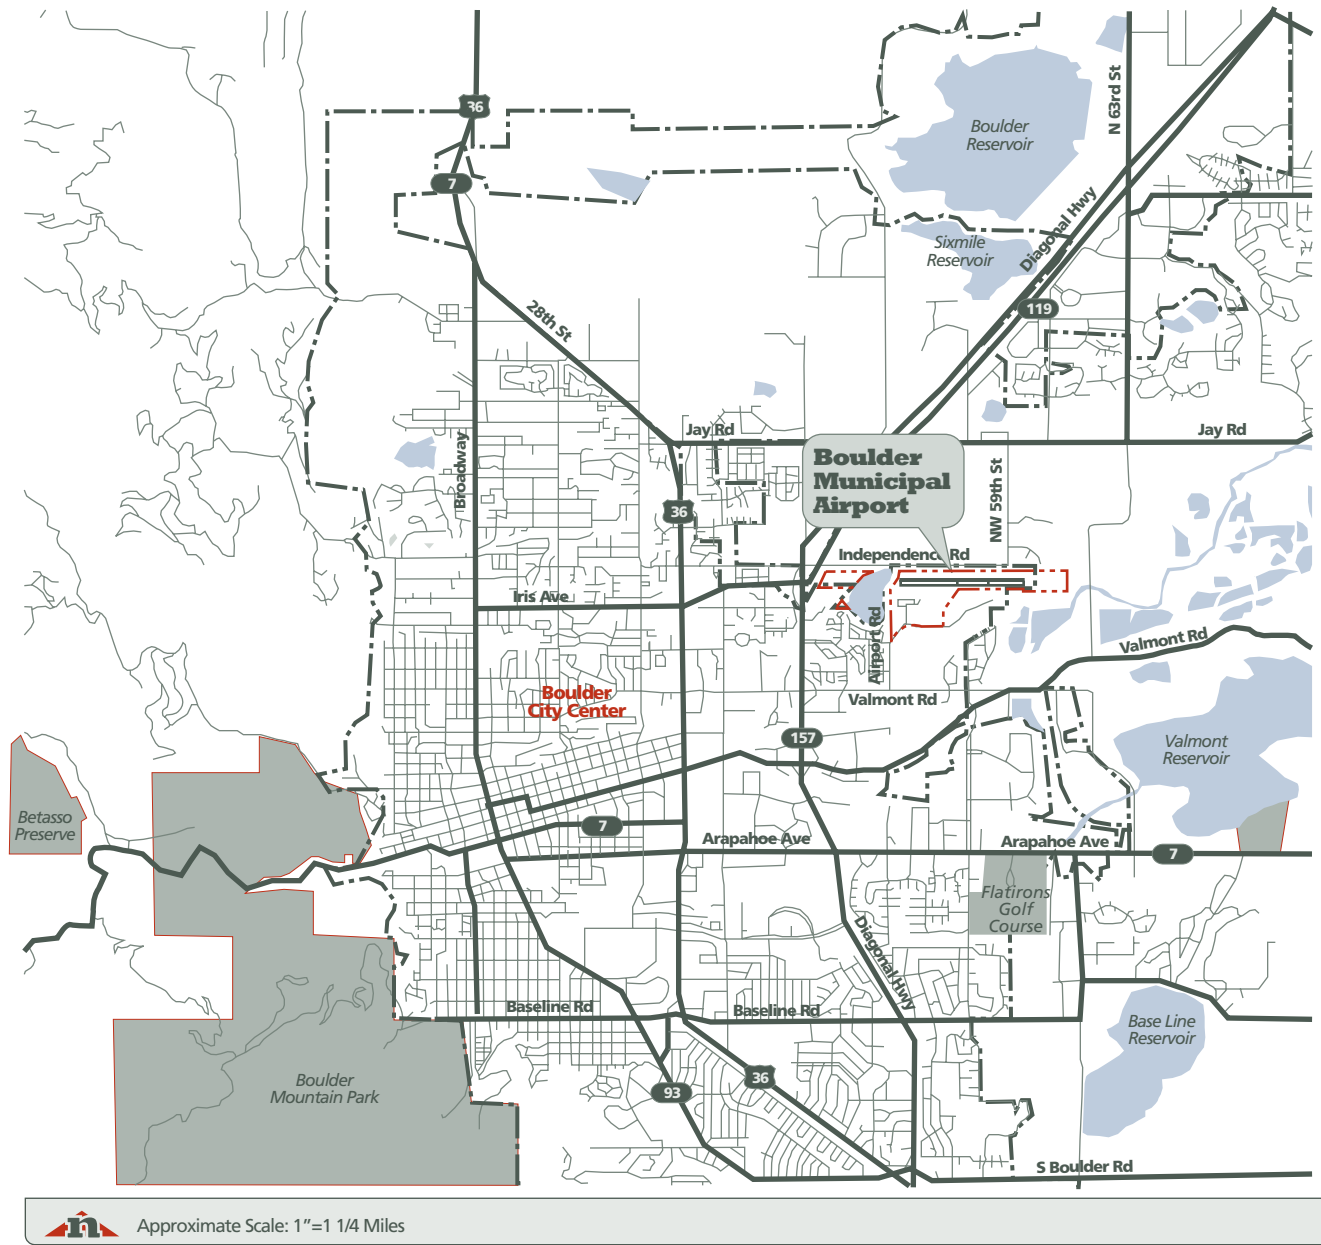 36
N 63rd St
Boulder
Reservoir
7
Diagonal Hwy
Sixmile
Reservoir
119
28th St
Jay Rd
Jay Rd
Broadway
Boulder
Municipal
Airport
NW 59th St
36
Independence Rd
Iris Ave
Airport Rd
Valmont Rd
Boulder
City Center
Valmont Rd
157
Valmont
Reservoir
Betasso
Preserve
7
Arapahoe Ave
Arapahoe Ave
7
Flatirons
Golf
Course
Diagonal Hwy
Baseline Rd
Baseline Rd
Base Line
Reservoir
Boulder
Mountain Park
36
93
S Boulder Rd
n
Approximate Scale: 1”=1 1/4 Miles